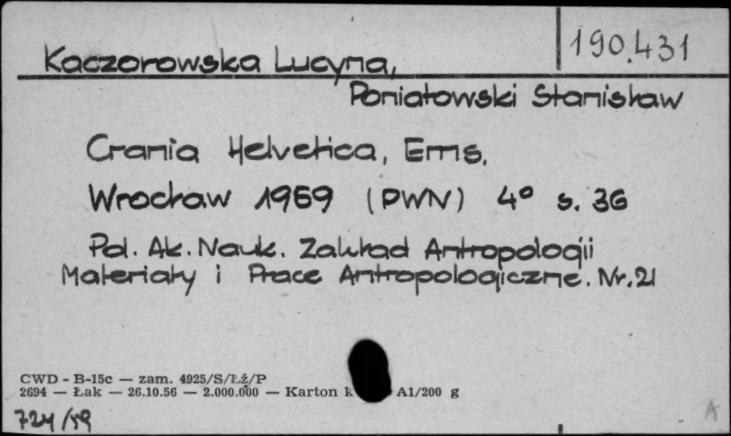 190.431
Kaczorowska Lucyna,
Poniatowski Stanisław
Crania Helvetica, Ems.
Wrocław 1959 (PWN) 4° s. 36
Pol. Ak. Nauk. Zakład Antropologii
Materiały i Prace Antropologiczne. Nr. 21
CWD - B-15c — zam. 4925/S/Łż/P
2694 — Łak — 26.10.56 — 2.000.000 — Karton A1/200 g
724/59
A